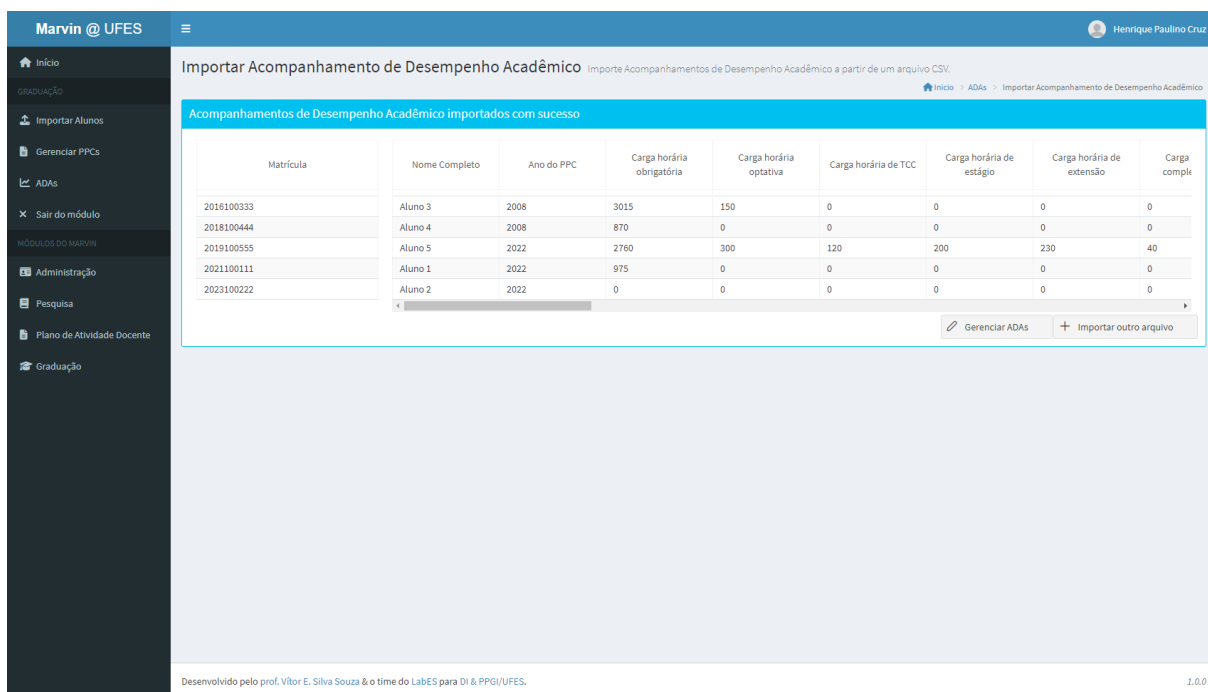 Marvin @ UFES
Henrique Paulino Cruz
Início
GRADUAÇÃO
Importar Alunos
Gerenciar PPCs
ADAs
Sair do módulo
MÓDULOS DO MARVIN
Administração
Pesquisa
Plano de Atividade Docente
Graduação
Importar Acompanhamento de Desempenho Acadêmico Importe Acompanhamentos de Desempenho Acadêmico a partir de um arquivo CSV.
Inicio > ADAs > Importar Acompanhamento de Desempenho Acadêmico
Acompanhamentos de Desempenho Acadêmico importados com sucesso
Matrícula Nome Completo Ano do PPC Carga horária obrigatória Carga horária optativa Carga horária de TCC Carga horária de estágio Carga horária de extensão Carga comple
2016100333 Aluno 3 2008 3015 150 0 0 0 0
2018100444 Aluno 4 2008 870 0 0 0 0 0
2019100555 Aluno 5 2022 2760 300 120 200 230 40
2021100111 Aluno 1 2022 975 0 0 0 0 0
2023100222 Aluno 2 2022 0 0 0 0 0 0
Gerenciar ADAs + Importar outro arquivo
Desenvolvido pelo prof. Vítor E. Silva Souza & o time do LabES para DI & PPGI/UFES. 1.0.0